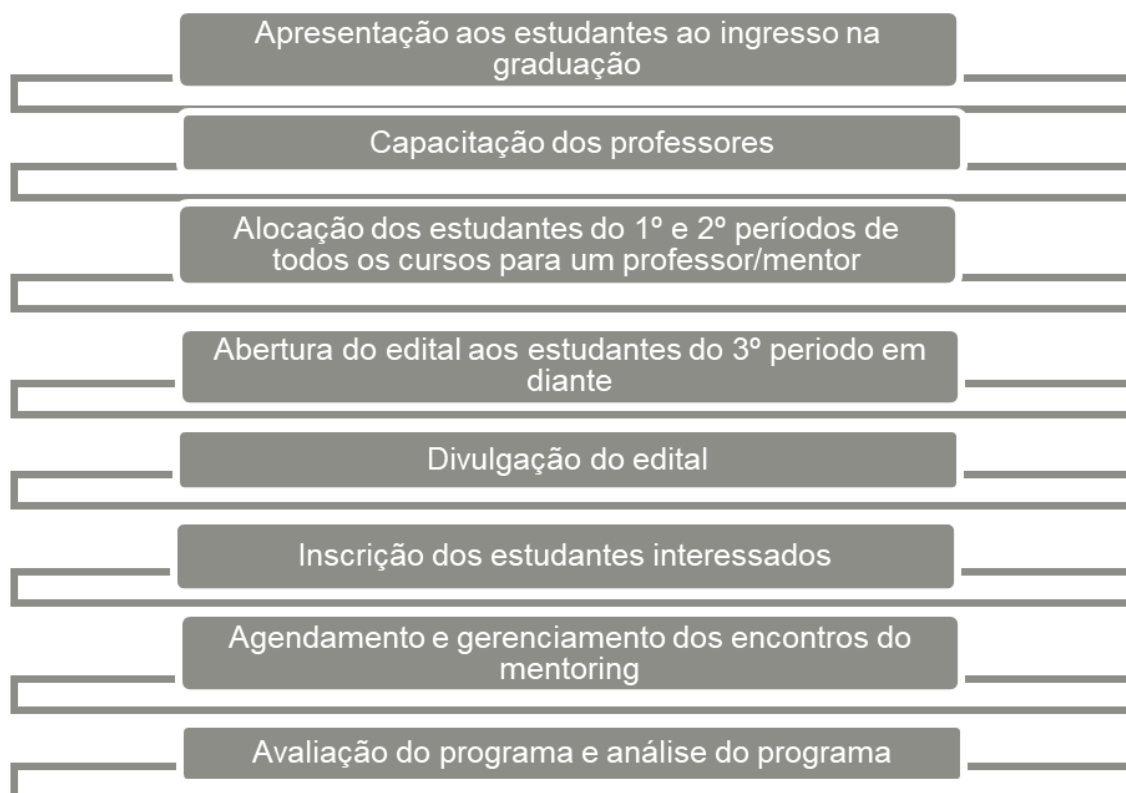 Apresentação aos estudantes ao ingresso na
graduação
Capacitação dos professores
Alocação dos estudantes do 1º e 2º períodos de
todos os cursos para um professor/mentor
Abertura do edital aos estudantes do 3º periodo em
diante
Divulgação do edital
Inscrição dos estudantes interessados
Agendamento e gerenciamento dos encontros do
mentoring
Avaliação do programa e análise do programa